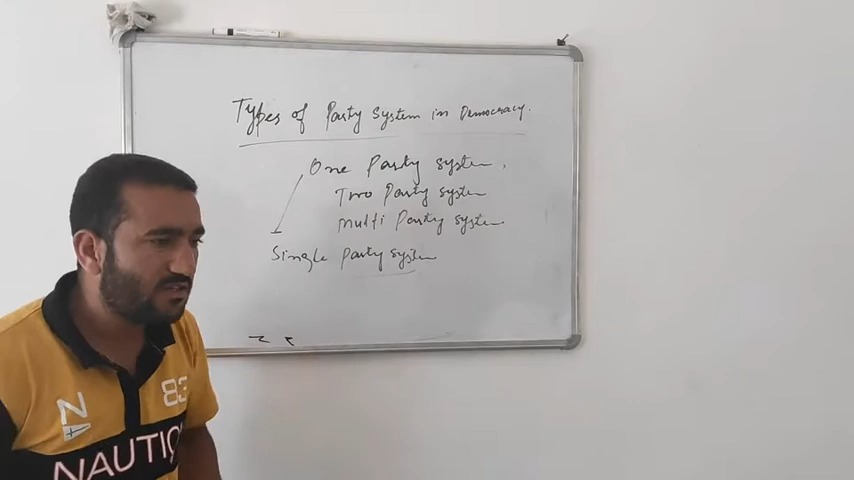 Types of Party System in Democracy.
One Party System.
Two Party System
Multi Party System
Single Party System
83
NAUTIC